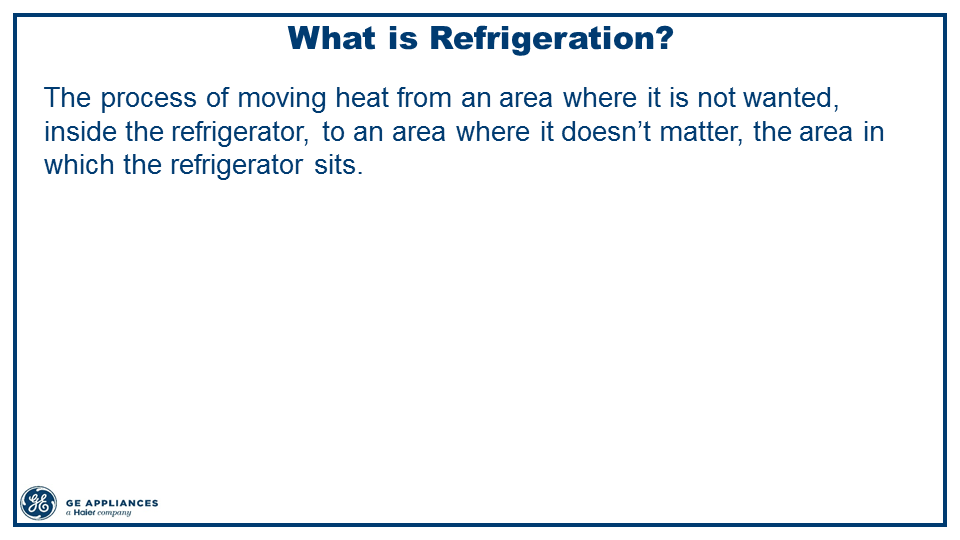 What is Refrigeration?
The process of moving heat from an area where it is not wanted,
inside the refrigerator, to an area where it doesn’t matter, the area in
which the refrigerator sits.
GE APPLIANCES
a Haier company